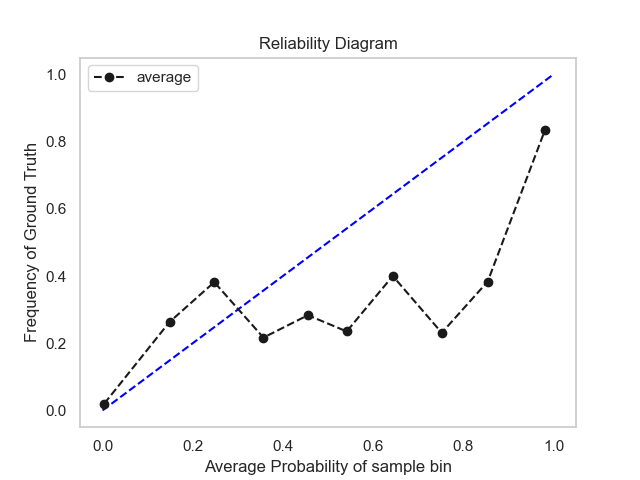 Reliability Diagram
average
Frequency of Ground Truth
1.0
0.8
0.6
0.4
0.2
0.0
0.0 0.2 0.4 0.6 0.8 1.0
Average Probability of sample bin